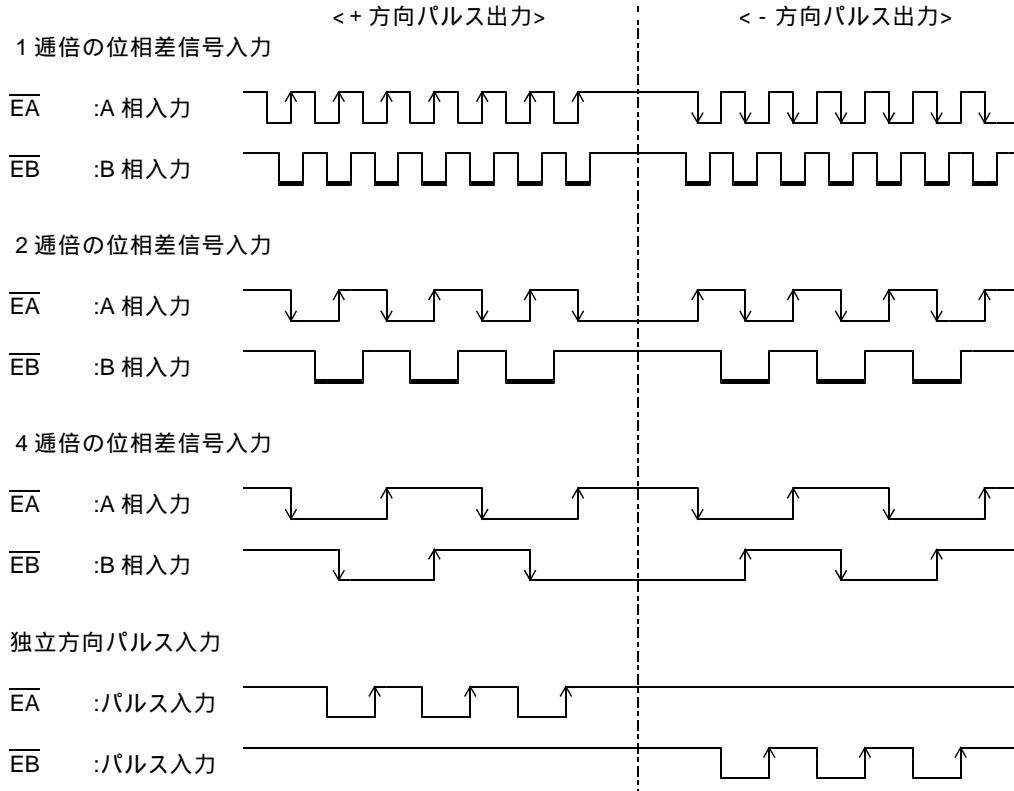 <+方向パルス出力> <-方向パルス出力>
1逓倍の位相差信号入力
EA :A相入力
EB :B相入力
2逓倍の位相差信号入力
EA :A相入力
EB :B相入力
4逓倍の位相差信号入力
EA :A相入力
EB :B相入力
独立方向パルス入力
EA :パルス入力
EB :パルス入力